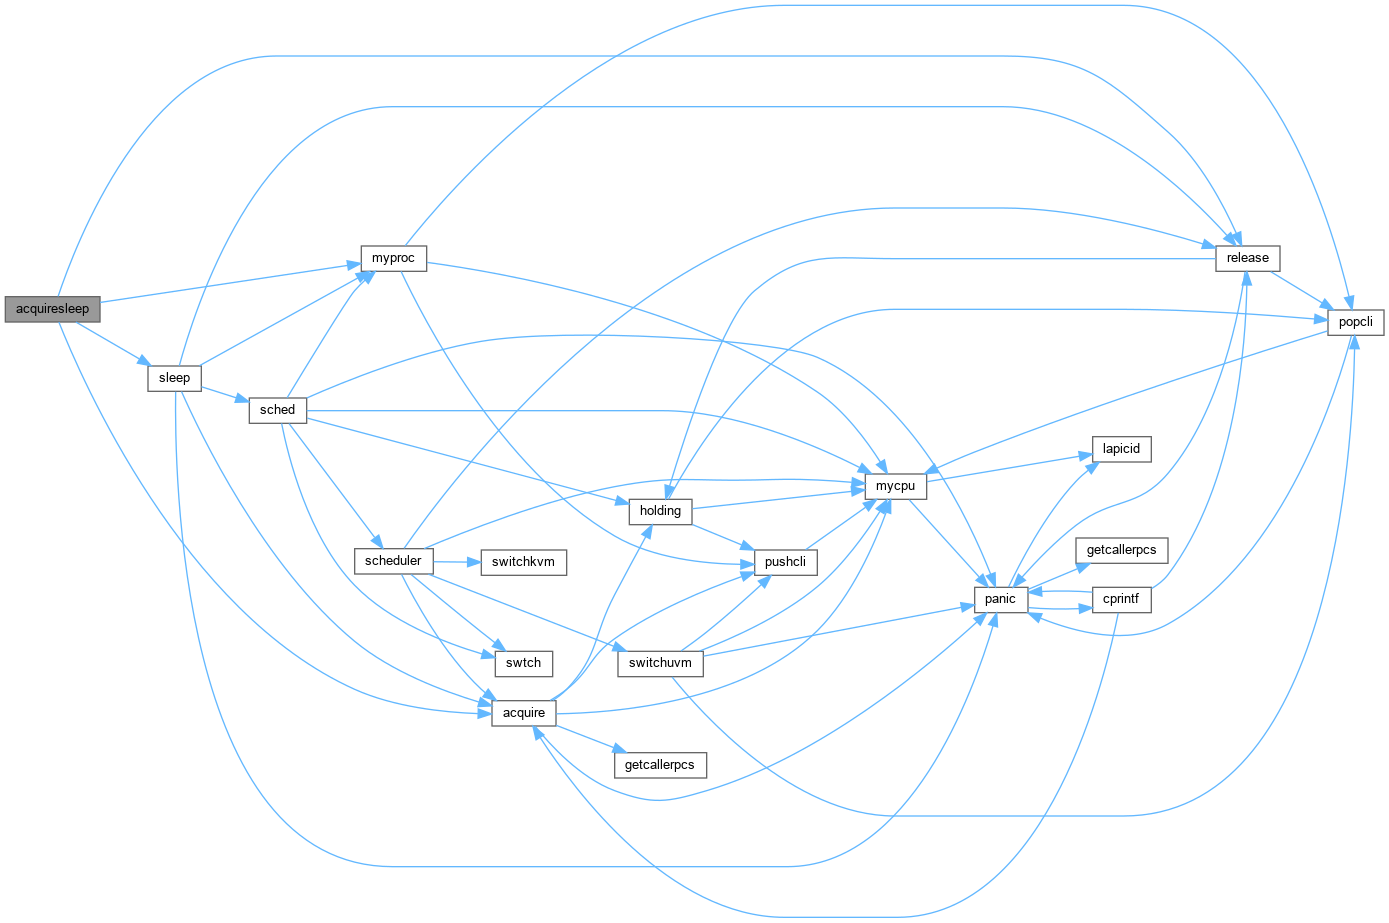 acquiresleep
sleep
myproc
sched
scheduler
switchkvm
swtch
acquire
holding
switchuvm
getcallerpcs
pushcli
mycpu
panic
lapicid
getcallerpcs
cprintf
release
popcli